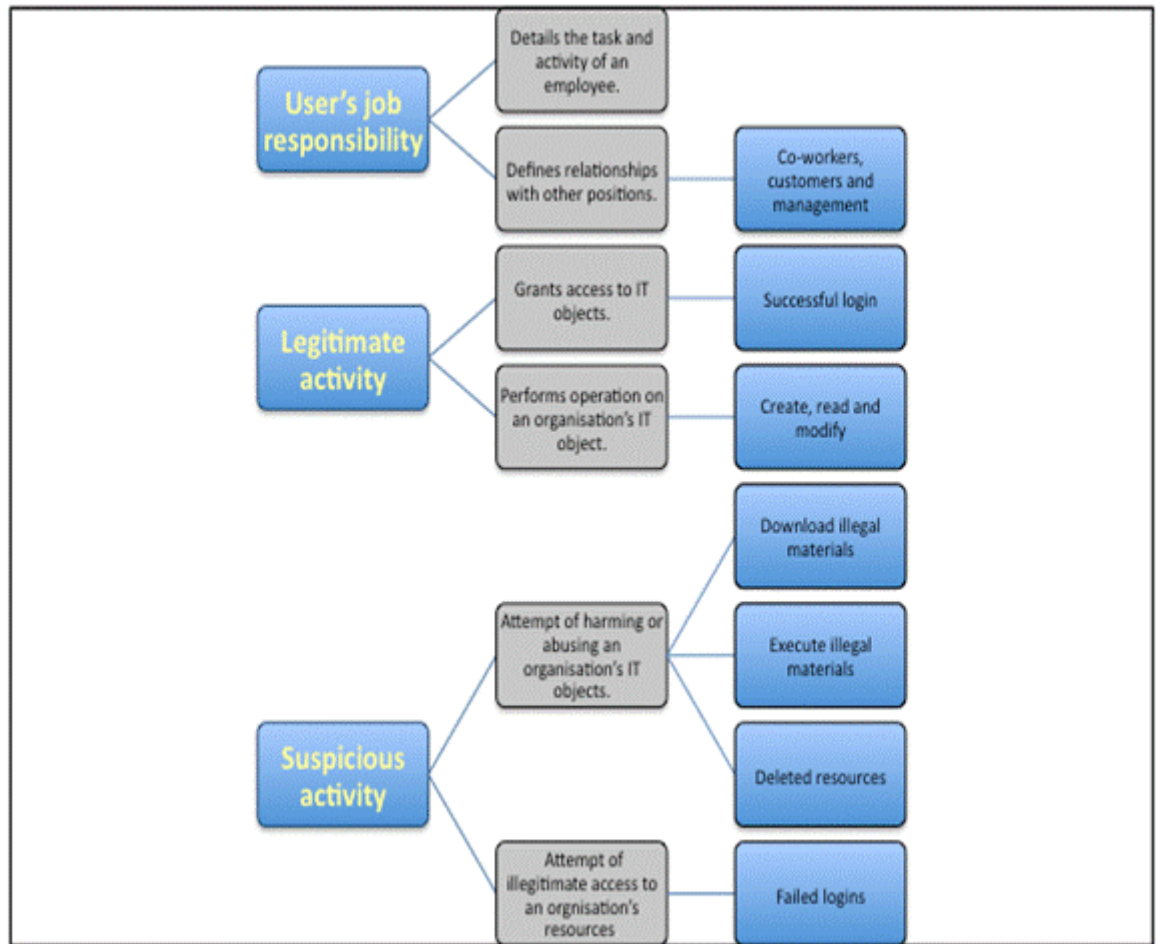 Details the task and
activity of an
employee.
User's job
responsibility
Defines relationships
with other positions.
Co-workers,
customers and
management
Grants access to IT
objects.
Successful login
Legitimate
activity
Performs operation on
an organisation's IT
object.
Create, read and
modify
Download illegal
materials
Attempt of harming or
abusing an
organisation's IT
objects.
Execute illegal
materials
Suspicious
activity
Deleted resources
Attempt of
illegitimate access to
an orgnisation's
resources
Failed logins